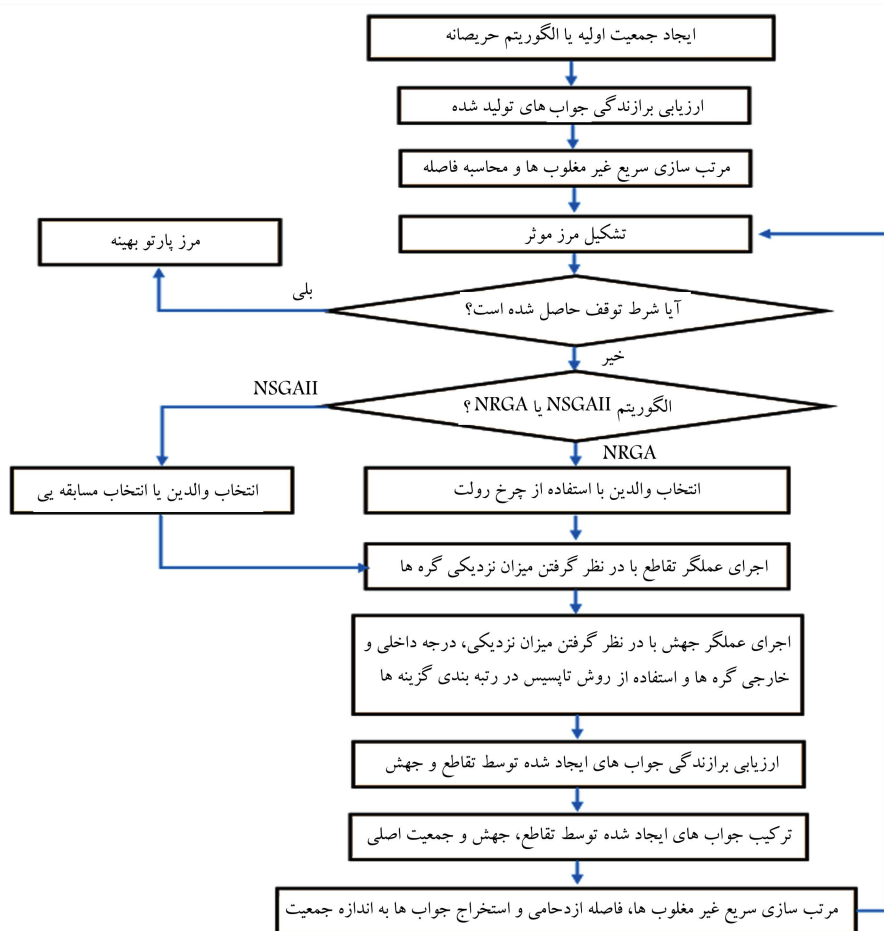 ایجاد جمعیت اولیه یا الگوریتم حریصانه
ارزیابی برازندگی جواب های تولید شده
مرتب سازی سریع غیر مغلوب ها و محاسبه فاصله
تشکیل مرز موثر
مرز پارتو بهینه
بلی
آیا شرط توقف حاصل شده است؟
خیر
NSGAII
الگوریتم NSGAII یا NRGA ؟
NRGA
انتخاب والدین با استفاده از چرخ رولت
انتخاب والدین یا انتخاب مسابقه یی
اجرای عملگر تقاطع با در نظر گرفتن میزان نزدیکی گره ها
اجرای عملگر جهش با در نظر گرفتن میزان نزدیکی، درجه داخلی و
خارجی گره ها و استفاده از روش تاپسیس در رتبه بندی گزینه ها
ارزیابی برازندگی جواب های ایجاد شده توسط تقاطع و جهش
ترکیب جواب های ایجاد شده توسط تقاطع، جهش و جمعیت اصلی
مرتب سازی سریع غیر مغلوب ها، فاصله ازدحامی و استخراج جواب ها به اندازه جمعیت